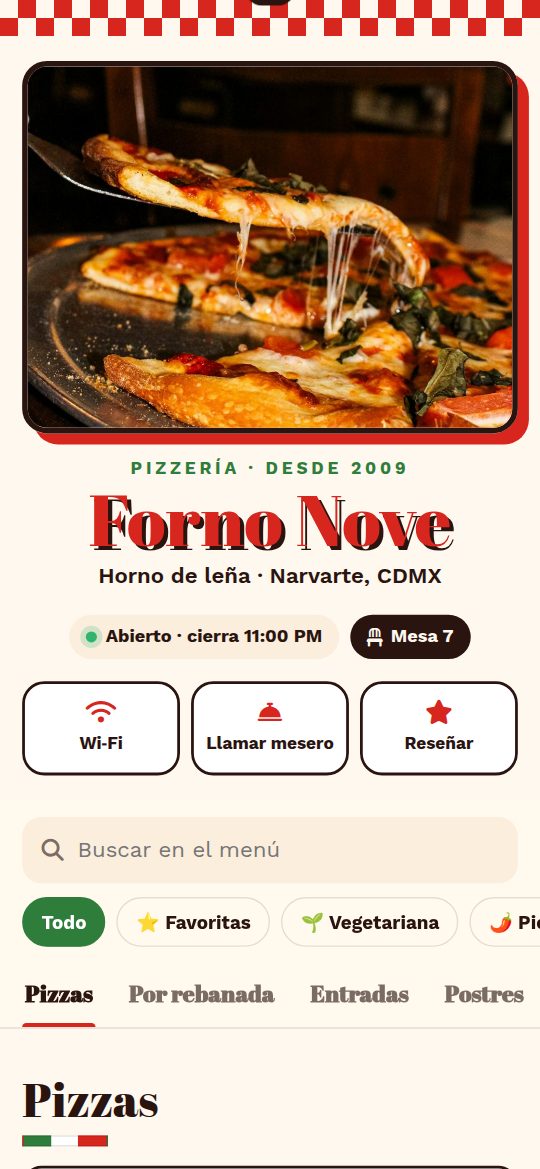 PIZZERÍA · DESDE 2009
Forno Nove
Horno de leña · Narvarte, CDMX
Abierto · cierra 11:00 PM
Mesa 7
Wi-Fi
Llamar mesero
Reseñar
Buscar en el menú
Todo
⭐ Favoritas
🌱 Vegetariana
🌶️
Pizzas
Por rebanada
Entradas
Postres
Pizzas